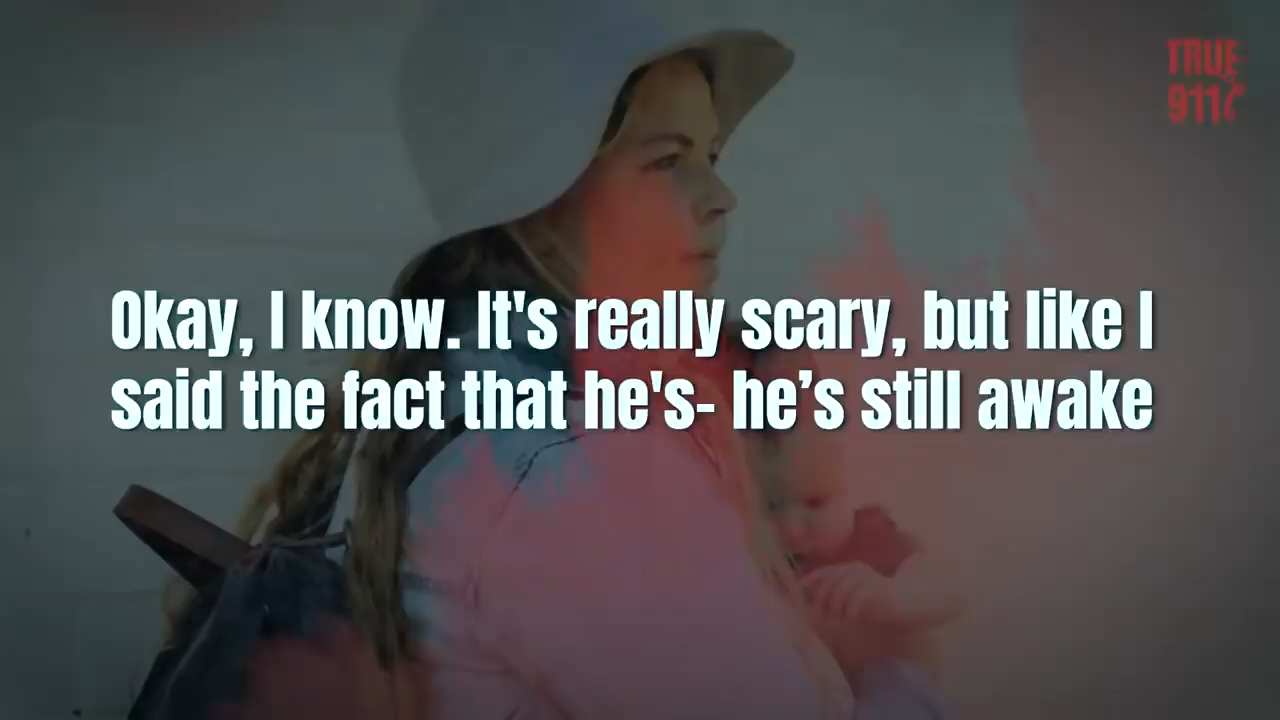 TRUE
911
Okay, I know. It's really scary, but like I
said the fact that he's- he’s still awake